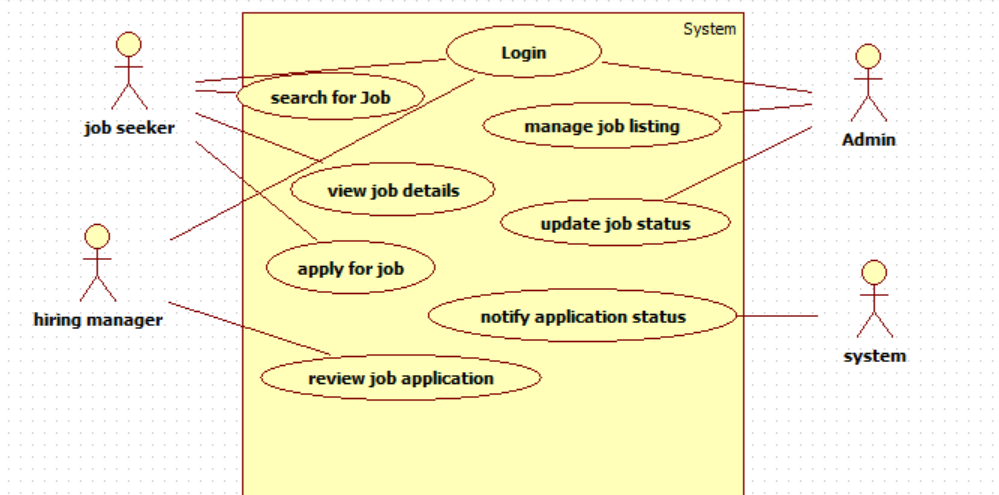 System
Login
search for Job
job seeker
manage job listing
Admin
view job details
update job status
apply for job
hiring manager
notify application status
system
review job application